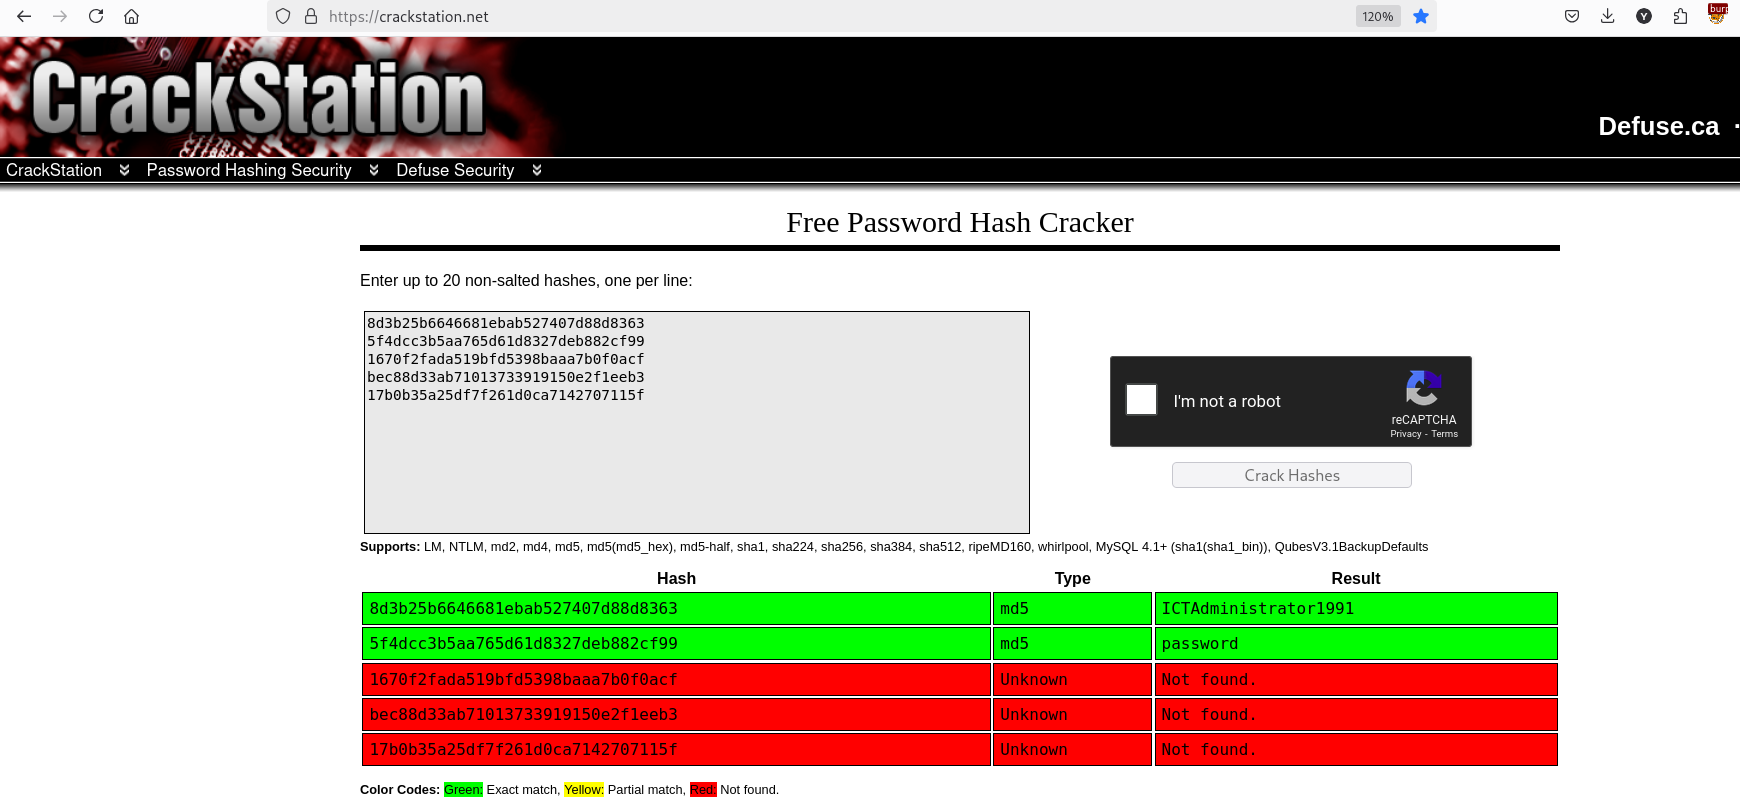 https://crackstation.net
120%
Y
CrackStation
Defuse.ca
CrackStation
Password Hashing Security
Defuse Security
Free Password Hash Cracker
Enter up to 20 non-salted hashes, one per line:
8d3b25b6646681ebab527407d88d8363
5f4dcc3b5aa765d61d8327deb882cf99
1670f2fada519bfd5398baaa7b0f0acf
bec88d33ab71013733919150e2f1eeb3
17b0b35a25df7f261d0ca7142707115f
I'm not a robot
reCAPTCHA
Privacy - Terms
Crack Hashes
Supports: LM, NTLM, md2, md4, md5, md5(md5_hex), md5-half, sha1, sha224, sha256, sha384, sha512, ripeMD160, whirlpool, MySQL 4.1+ (sha1(sha1_bin)), QubesV3.1BackupDefaults
Hash Type Result
8d3b25b6646681ebab527407d88d8363 md5 ICTAdministrator1991
5f4dcc3b5aa765d61d8327deb882cf99 md5 password
1670f2fada519bfd5398baaa7b0f0acf Unknown Not found.
bec88d33ab71013733919150e2f1eeb3 Unknown Not found.
17b0b35a25df7f261d0ca7142707115f Unknown Not found.
Color Codes: Green: Exact match, Yellow: Partial match, Red: Not found.